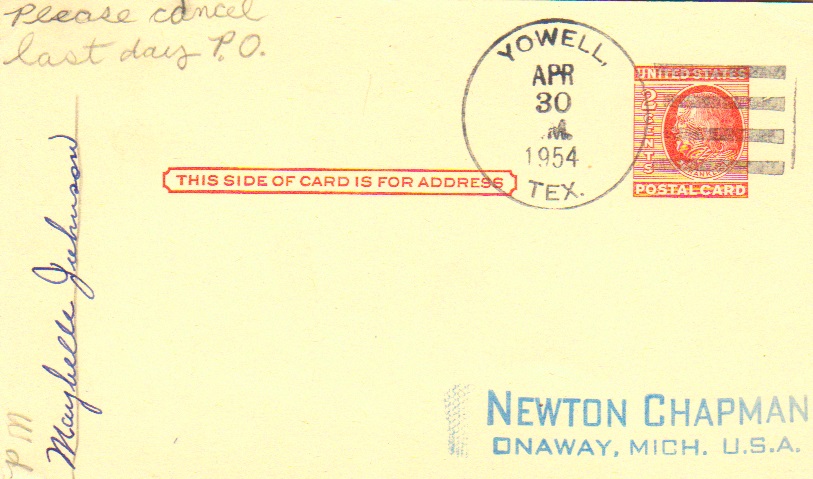 Please cancel
last day P.O.
YOWELL,
APR
30
M
1954
TEX.
UNITED STATES
2 CENTS
POSTAL CARD
THIS SIDE OF CARD IS FOR ADDRESS
Maybelle Johnson
PM
NEWTON CHAPMAN
ONAWAY, MICH. U.S.A.